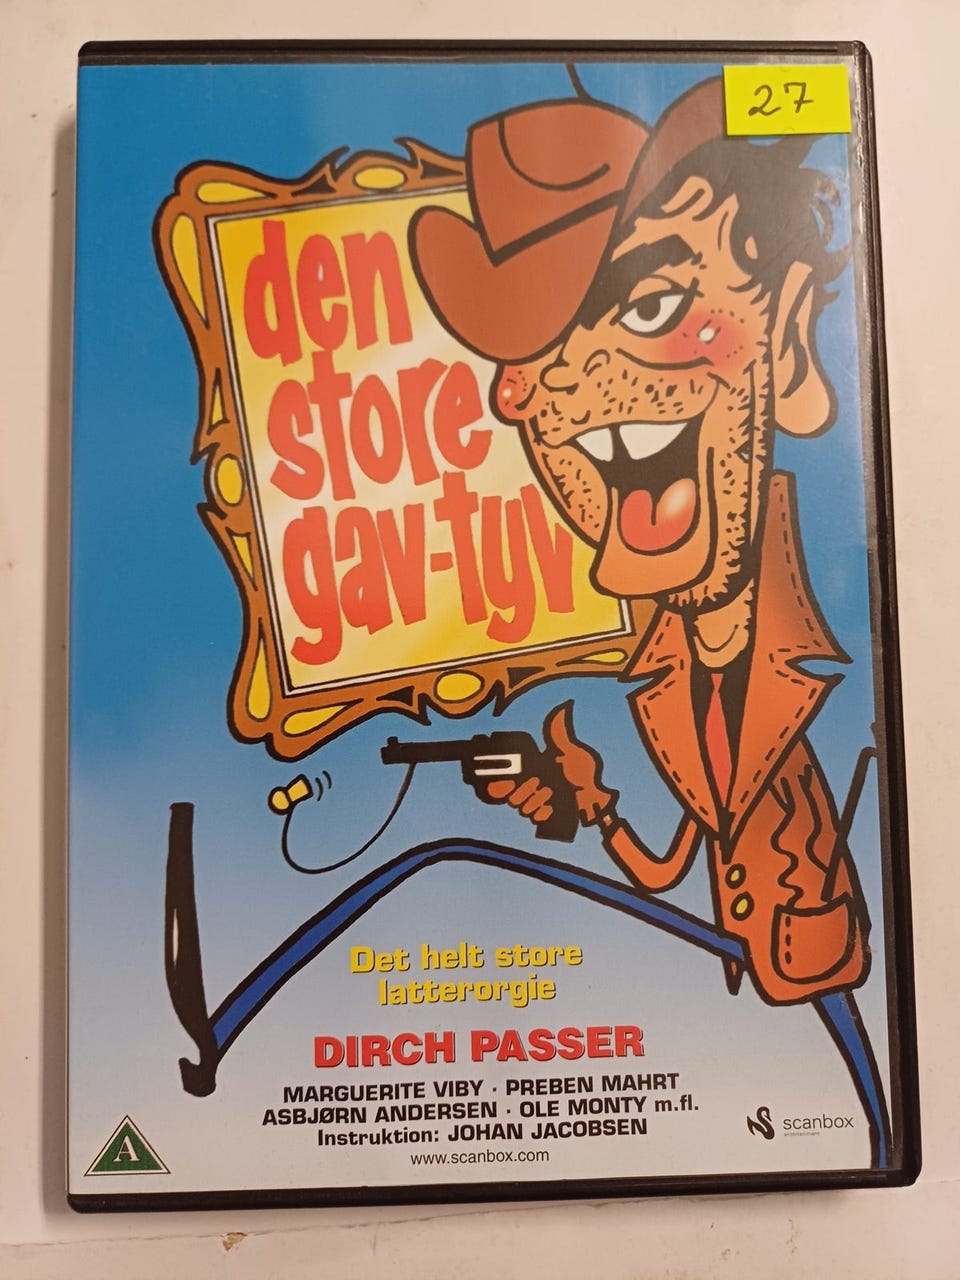 27
den
store
gav-tyv
Det helt store
latterorgie
DIRCH PASSER
MARGUERITE VIBY · PREBEN MAHRT
ASBJØRN ANDERSEN · OLE MONTY m.fl.
Instruktion: JOHAN JACOBSEN
www.scanbox.com
A
scanbox
entertainment